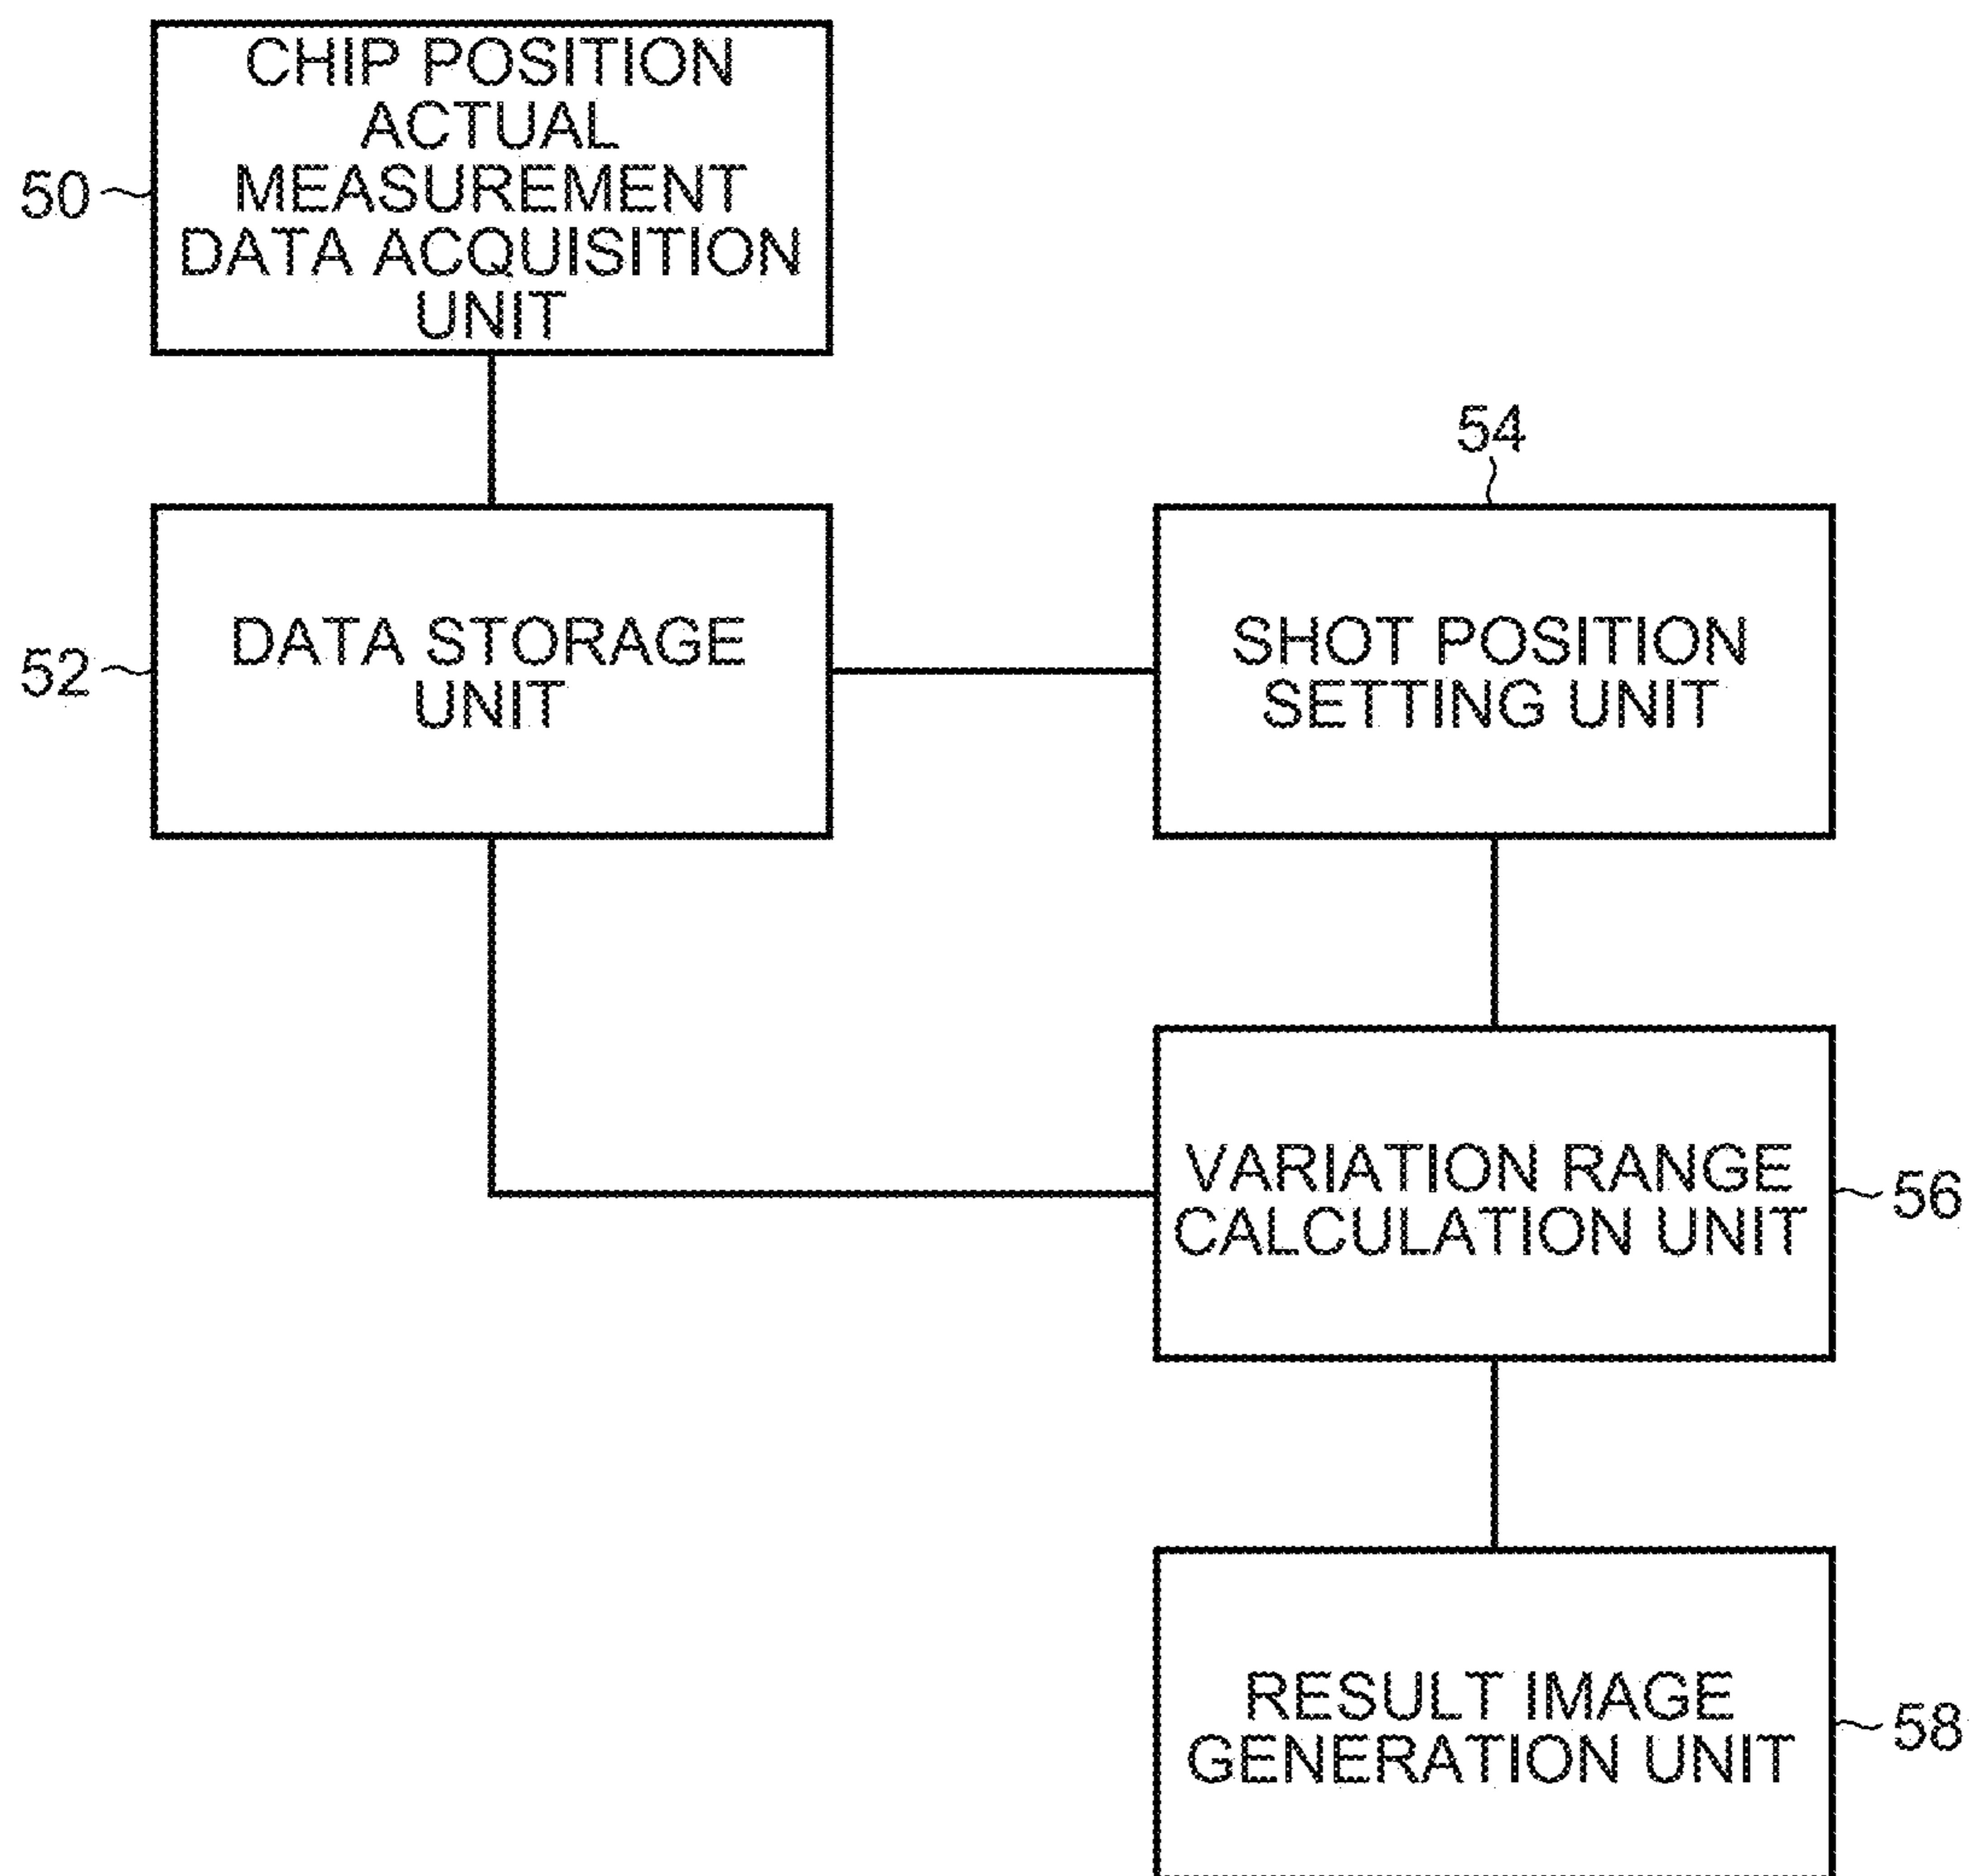 CHIP POSITION
ACTUAL
MEASUREMENT
DATA ACQUISITION
UNIT
50
54
DATA STORAGE
UNIT
52
SHOT POSITION
SETTING UNIT
VARIATION RANGE
CALCULATION UNIT
56
RESULT IMAGE
GENERATION UNIT
58